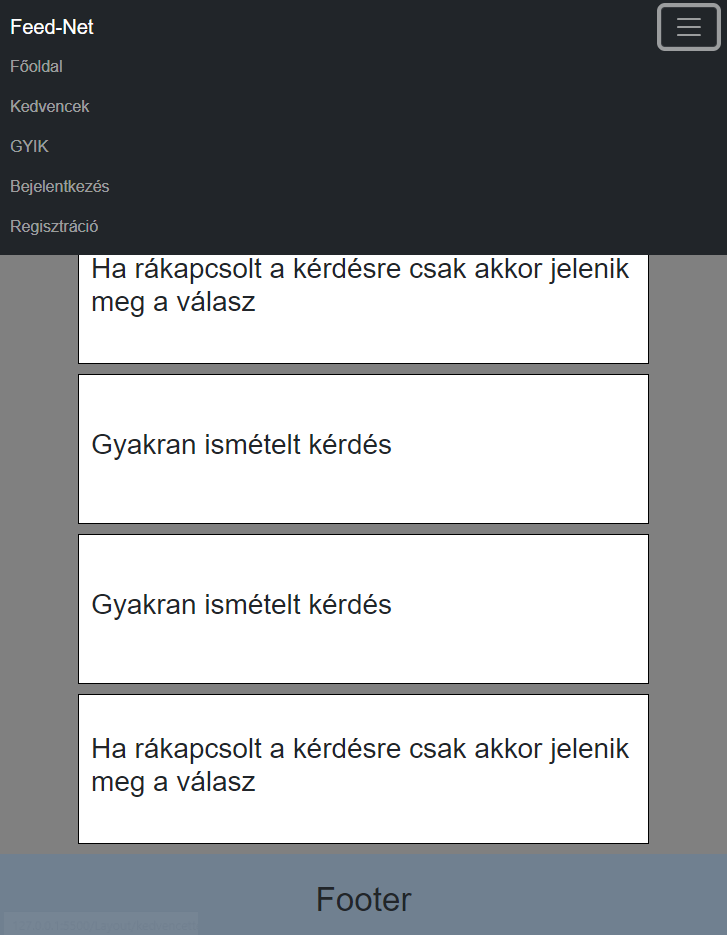 Feed-Net
Főoldal
Kedvencek
GYIK
Bejelentkezés
Regisztráció
Ha rákapcsolt a kérdésre csak akkor jelenik
meg a válasz
Gyakran ismételt kérdés
Gyakran ismételt kérdés
Ha rákapcsolt a kérdésre csak akkor jelenik
meg a válasz
Footer